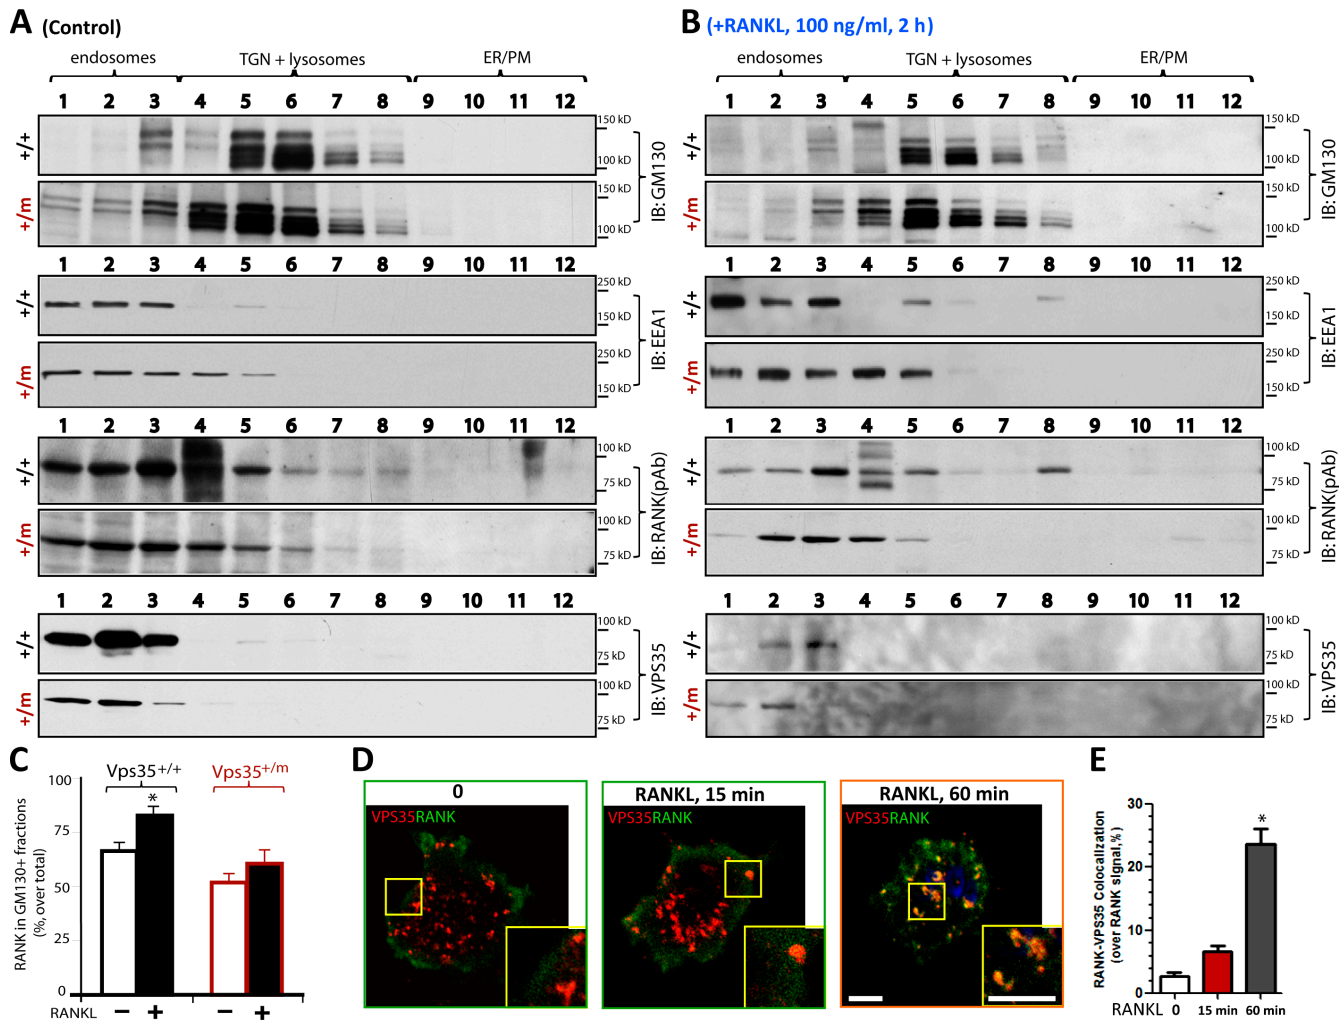 A (Control)
endosomes TGN + lysosomes ER/PM
1 2 3 4 5 6 7 8 9 10 11 12
+/+ 150 kD 100 kD
+/m 150 kD 100 kD
IB: GM130
1 2 3 4 5 6 7 8 9 10 11 12
+/+ 250 kD 150 kD
+/m 250 kD 150 kD
IB: EEA1
1 2 3 4 5 6 7 8 9 10 11 12
+/+ 100 kD 75 kD
+/m 100 kD 75 kD
IB: RANK(pAb)
1 2 3 4 5 6 7 8 9 10 11 12
+/+ 100 kD 75 kD
+/m 100 kD 75 kD
IB: VPS35
B (+RANKL, 100 ng/ml, 2 h)
endosomes TGN + lysosomes ER/PM
1 2 3 4 5 6 7 8 9 10 11 12
+/+ 150 kD 100 kD
+/m 150 kD 100 kD
IB: GM130
1 2 3 4 5 6 7 8 9 10 11 12
+/+ 250 kD 150 kD
+/m 250 kD 150 kD
IB: EEA1
1 2 3 4 5 6 7 8 9 10 11 12
+/+ 100 kD 75 kD
+/m 100 kD 75 kD
IB: RANK(pAb)
1 2 3 4 5 6 7 8 9 10 11 12
+/+ 100 kD 75 kD
+/m 100 kD 75 kD
IB: VPS35
C
Vps35+/+ Vps35+/m
RANK in GM130+ fractions
(%, over total)
100
75
50
25
0
*
RANKL − + − +
D
0
VPS35RANK
RANKL, 15 min
VPS35RANK
RANKL, 60 min
VPS35RANK
E
RANK-VPS35 Colocalization
(over RANK signal,%)
30
20
10
0
*
RANKL 0 15 min 60 min